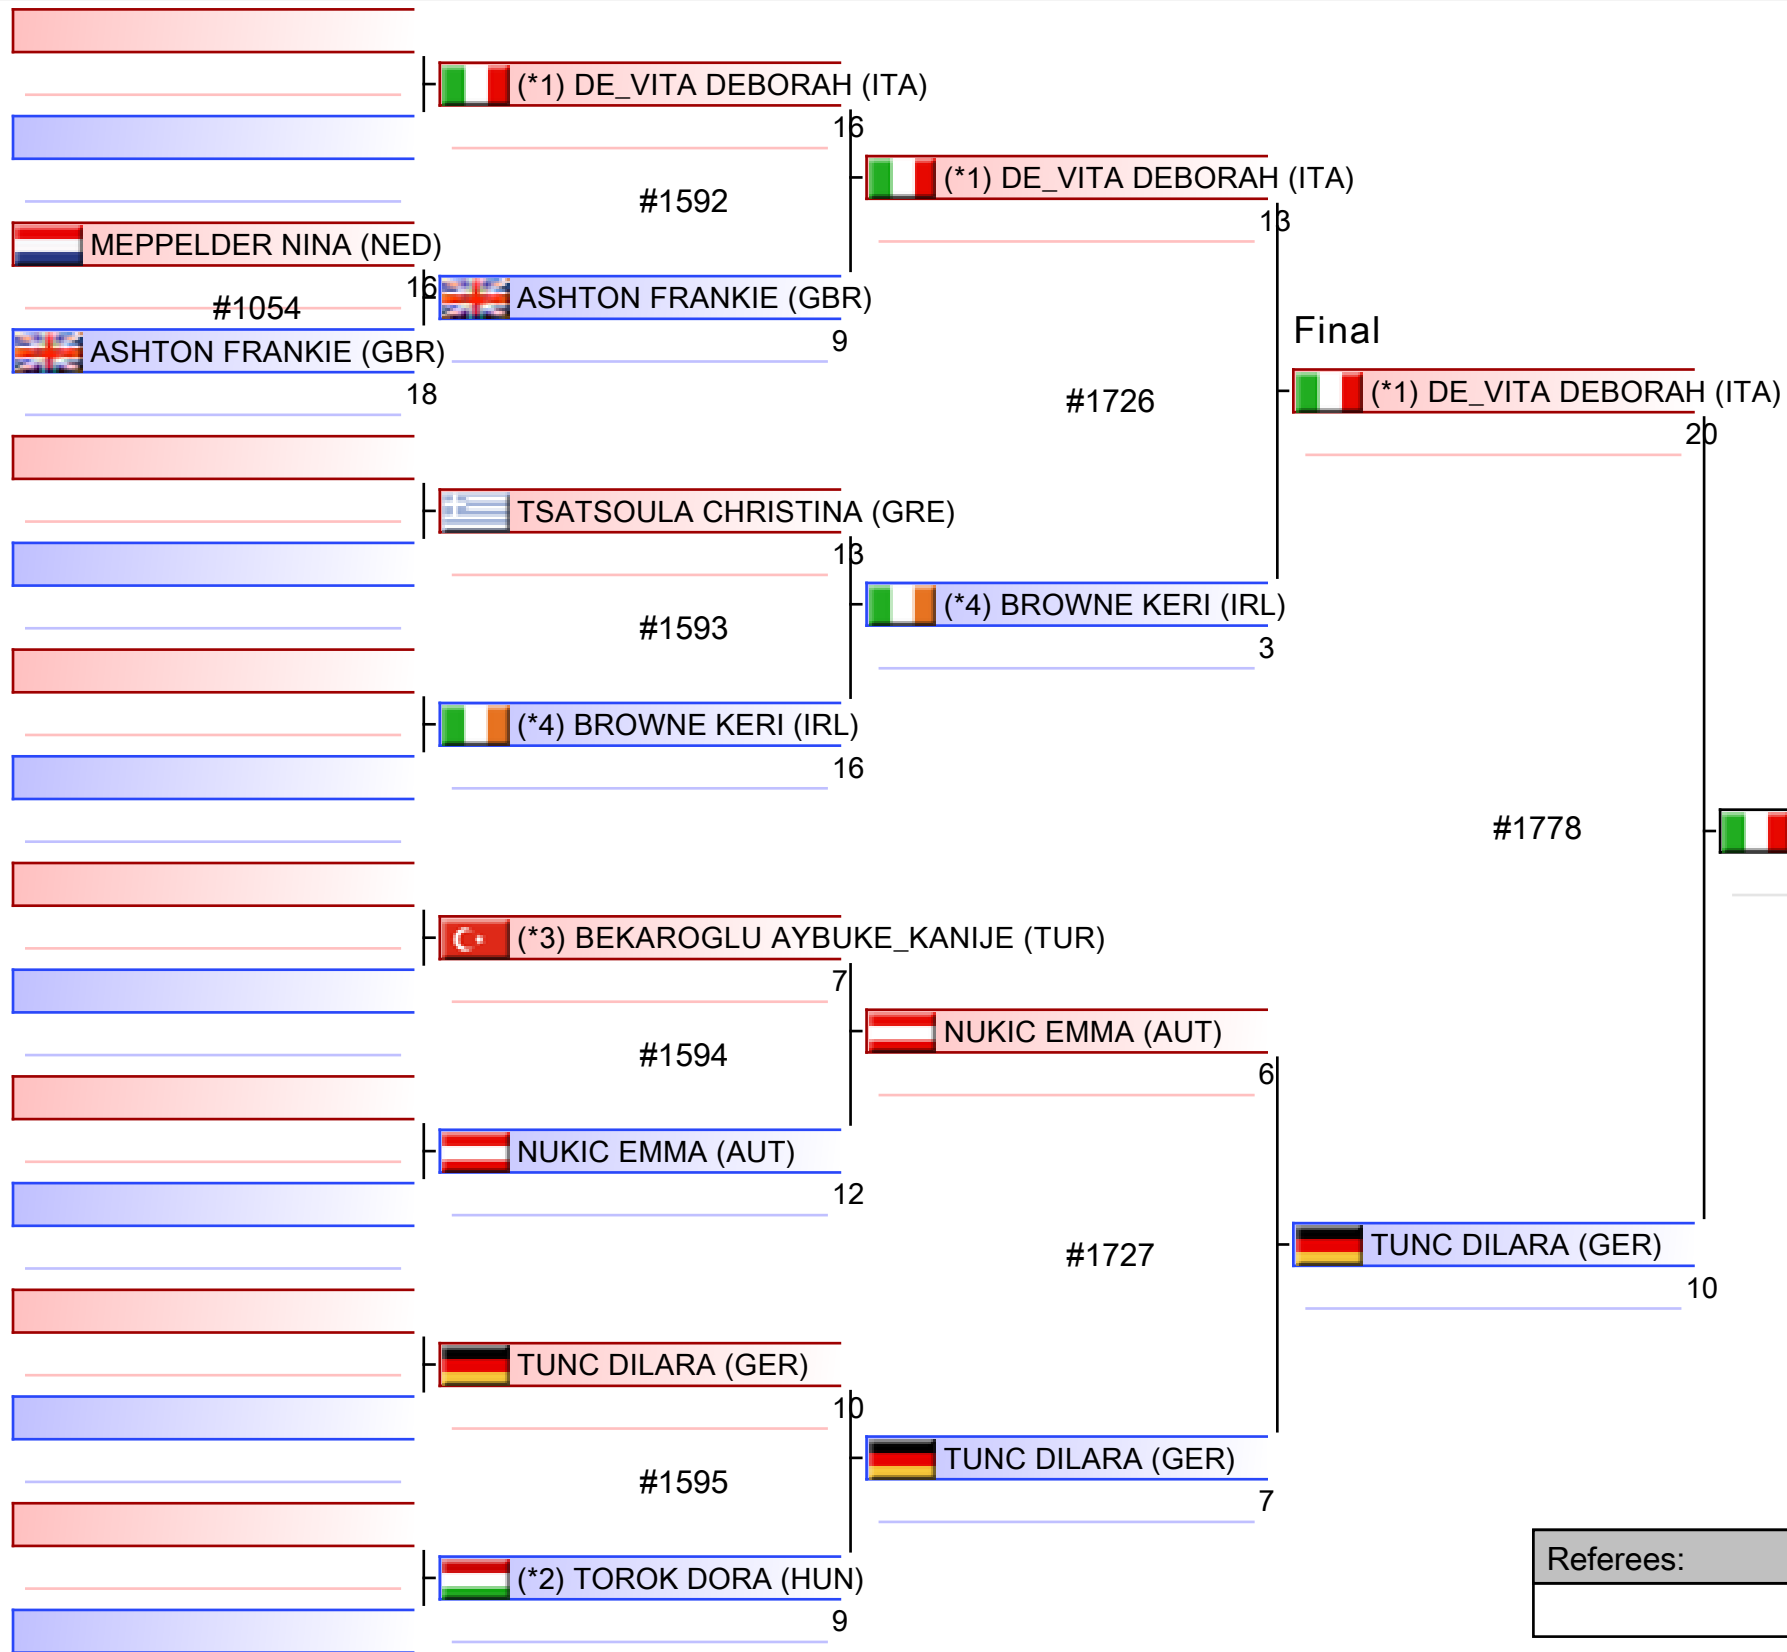 (*1) DE_VITA DEBORAH (ITA)
16
(*1) DE_VITA DEBORAH (ITA)
13
#1592
MEPPELDER NINA (NED)
16
#1054
ASHTON FRANKIE (GBR)
9
ASHTON FRANKIE (GBR)
18
Final
(*1) DE_VITA DEBORAH (ITA)
20
#1726
TSATSOULA CHRISTINA (GRE)
13
#1593
(*4) BROWNE KERI (IRL)
3
(*4) BROWNE KERI (IRL)
16
#1778
(*3) BEKAROGLU AYBUKE_KANIJE (TUR)
7
#1594
NUKIC EMMA (AUT)
6
NUKIC EMMA (AUT)
12
#1727
TUNC DILARA (GER)
10
TUNC DILARA (GER)
10
#1595
TUNC DILARA (GER)
7
(*2) TOROK DORA (HUN)
9
Referees: